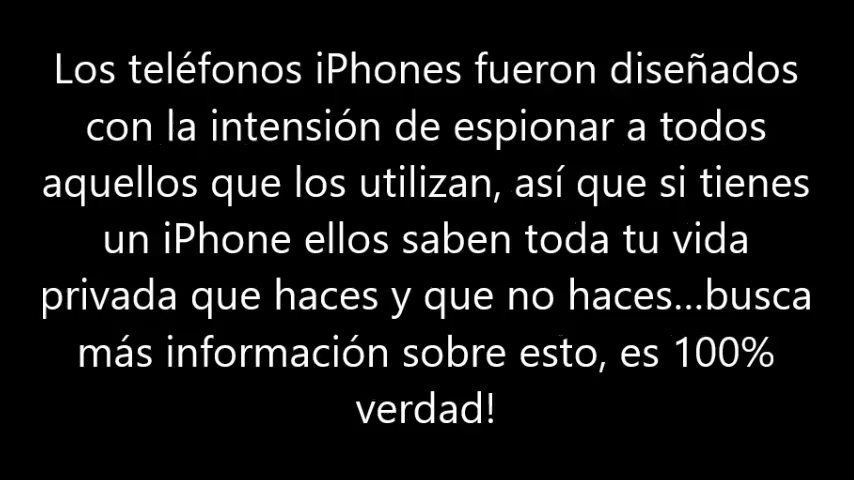 Los teléfonos iPhones fueron diseñados
con la intensión de espionar a todos
aquellos que los utilizan, así que si tienes
un iPhone ellos saben toda tu vida
privada que haces y que no haces...busca
más información sobre esto, es 100%
verdad!